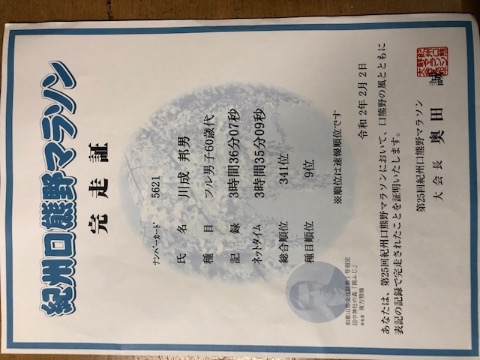 紀州口熊野マラソン
完走証
ナンバーカード 5621
氏名 川成 邦男
種目 フル男子60歳代
記録 3時間36分07秒
ネットタイム 3時間35分09秒
総合順位 341位
種目順位 9位
※順位は速報順位です
あなたは、第25回紀州口熊野マラソンにおいて、口熊野の風とともに
表記の記録で完走されたことを証明いたします。
令和2年2月2日
第25回紀州口熊野マラソン
大会長 奥田 誠